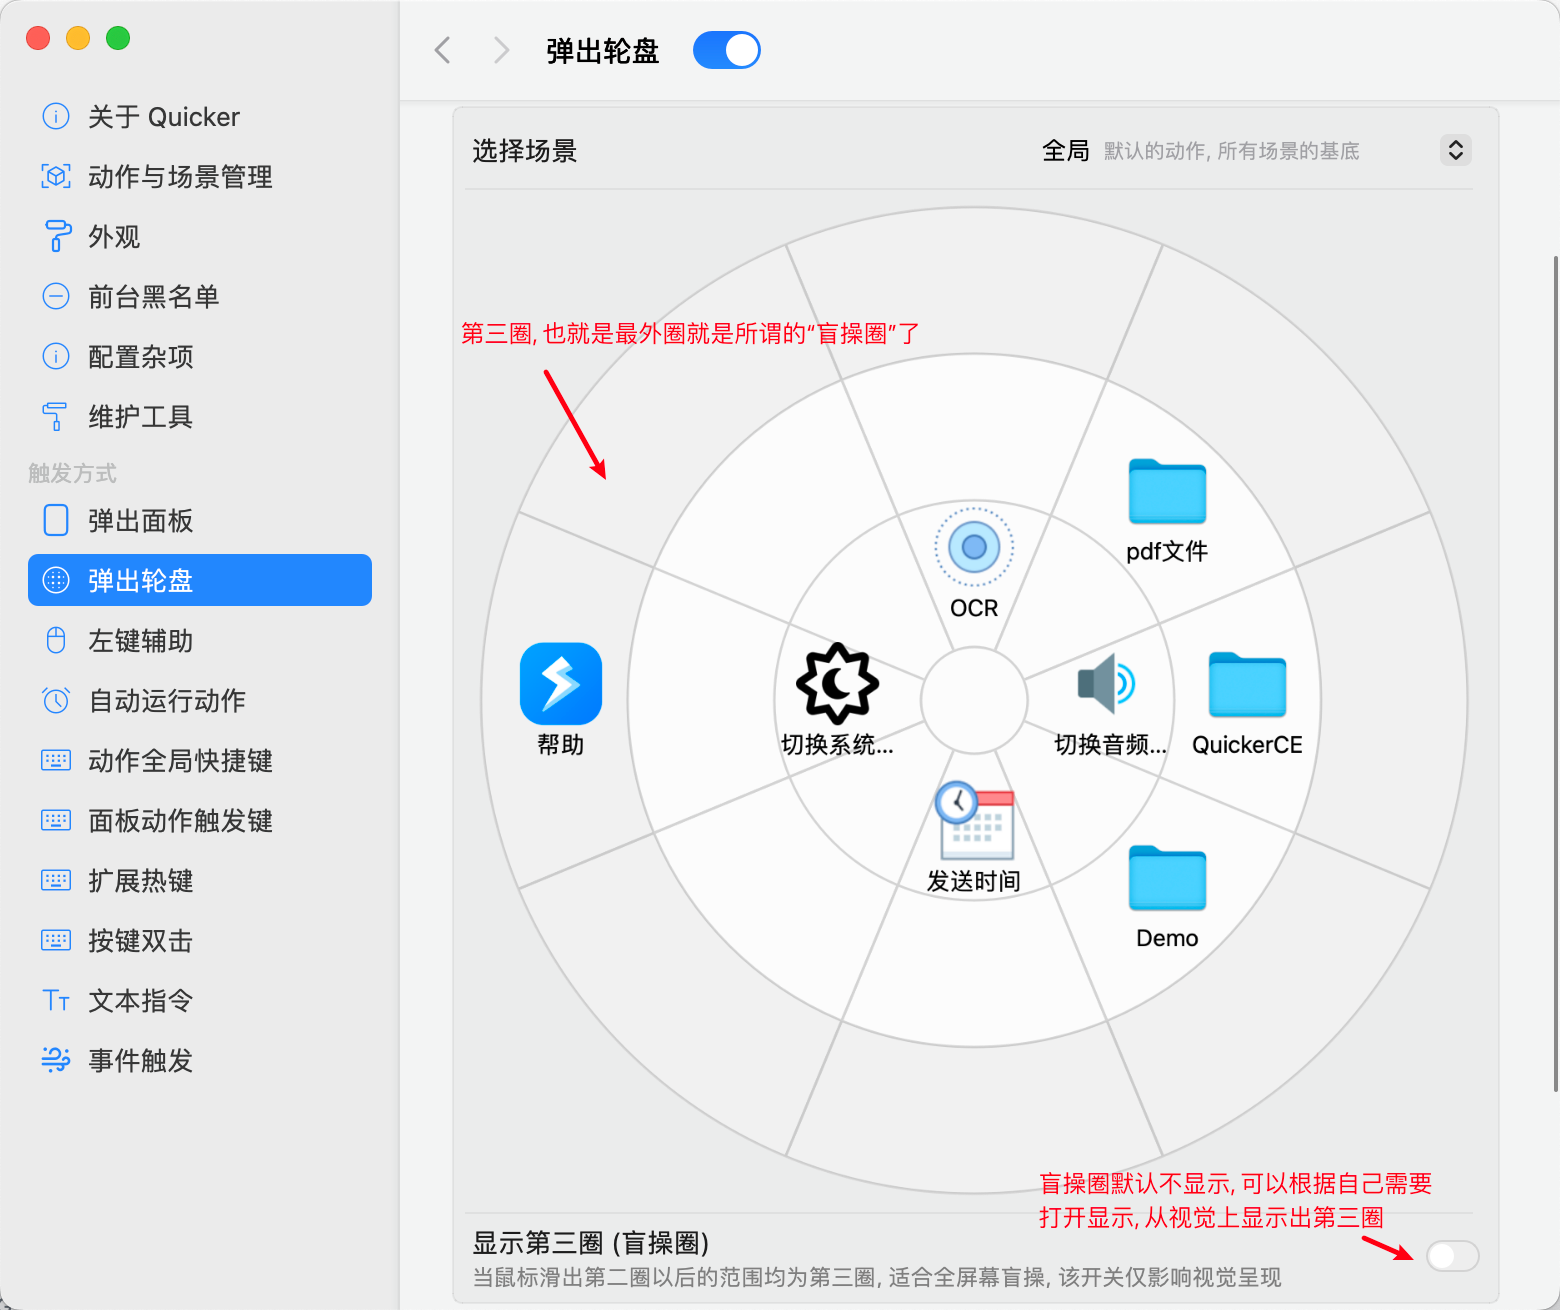 弹出轮盘
关于 Quicker
动作与场景管理
外观
前台黑名单
配置杂项
维护工具
触发方式
弹出面板
弹出轮盘
左键辅助
自动运行动作
动作全局快捷键
面板动作触发键
扩展热键
按键双击
文本指令
事件触发
选择场景
全局 默认的动作, 所有场景的基底
第三圈, 也就是最外圈就是所谓的“盲操圈”了
pdf文件
OCR
帮助
切换系统...
切换音频...
QuickerCE
发送时间
Demo
盲操圈默认不显示, 可以根据自己需要
打开显示, 从视觉上显示出第三圈
显示第三圈 (盲操圈)
当鼠标滑出第二圈以后的范围均为第三圈, 适合全屏幕盲操, 该开关仅影响视觉呈现